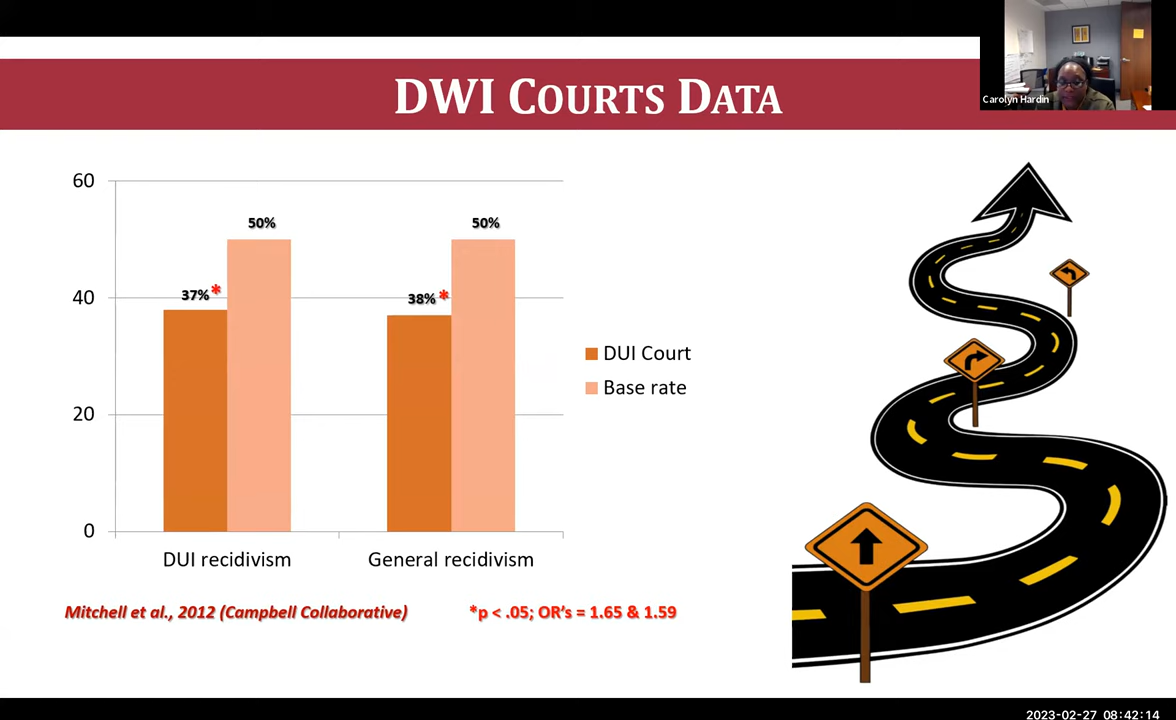 DWI COURTS DATA
Carolyn Hardin
60
50%
50%
37%*
38%*
40
DUI Court
Base rate
20
0
DUI recidivism
General recidivism
Mitchell et al., 2012 (Campbell Collaborative)
*p < .05; OR's = 1.65 & 1.59
2023-02-27 08:42:14